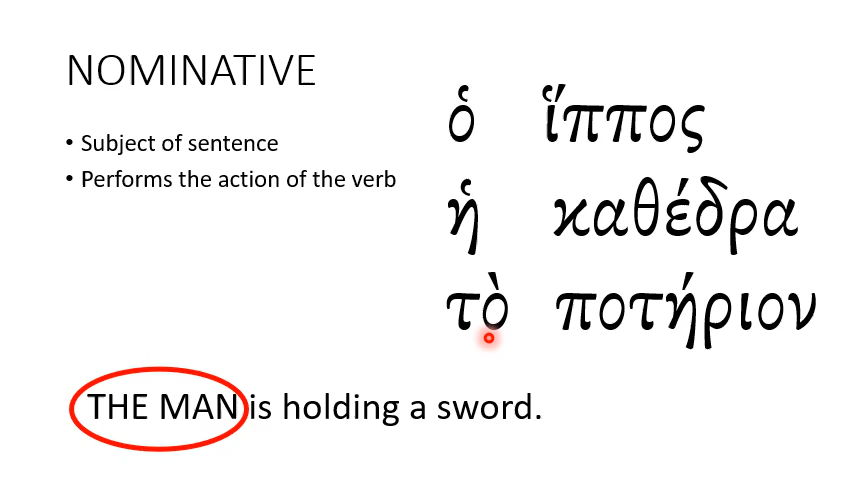 NOMINATIVE
• Subject of sentence
• Performs the action of the verb
ὁ ἵππος
ἡ καθέδρα
τὸ ποτήριον
THE MAN is holding a sword.